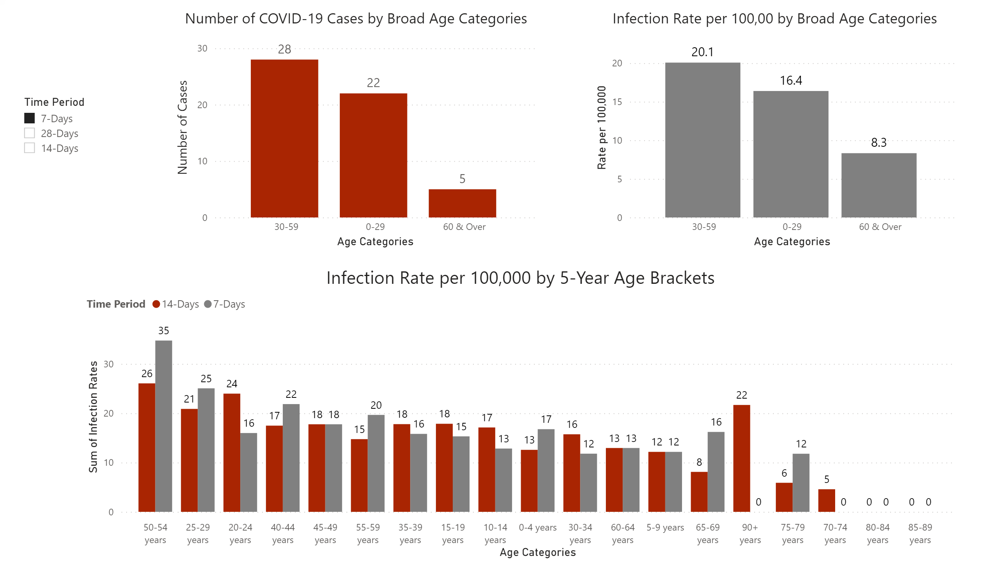 Number of COVID-19 Cases by Broad Age Categories
Infection Rate per 100,00 by Broad Age Categories
Time Period
7-Days
28-Days
14-Days
Number of Cases
30
20
10
0
28
22
5
30-59
0-29
60 & Over
Age Categories
Rate per 100,000
20
15
10
5
0
20.1
16.4
8.3
30-59
0-29
60 & Over
Age Categories
Infection Rate per 100,000 by 5-Year Age Brackets
Time Period 14-Days 7-Days
Sum of Infection Rates
30
20
10
0
26 35
21 25
24 16
17 22
18 18
15 20
18 16
18 15
17 13
13 17
16 12
13 13
12 12
8 16
22 0
6 12
5 0
0 0
0 0
50-54 years
25-29 years
20-24 years
40-44 years
45-49 years
55-59 years
35-39 years
15-19 years
10-14 years
0-4 years
30-34 years
60-64 years
5-9 years
65-69 years
90+ years
75-79 years
70-74 years
80-84 years
85-89 years
Age Categories